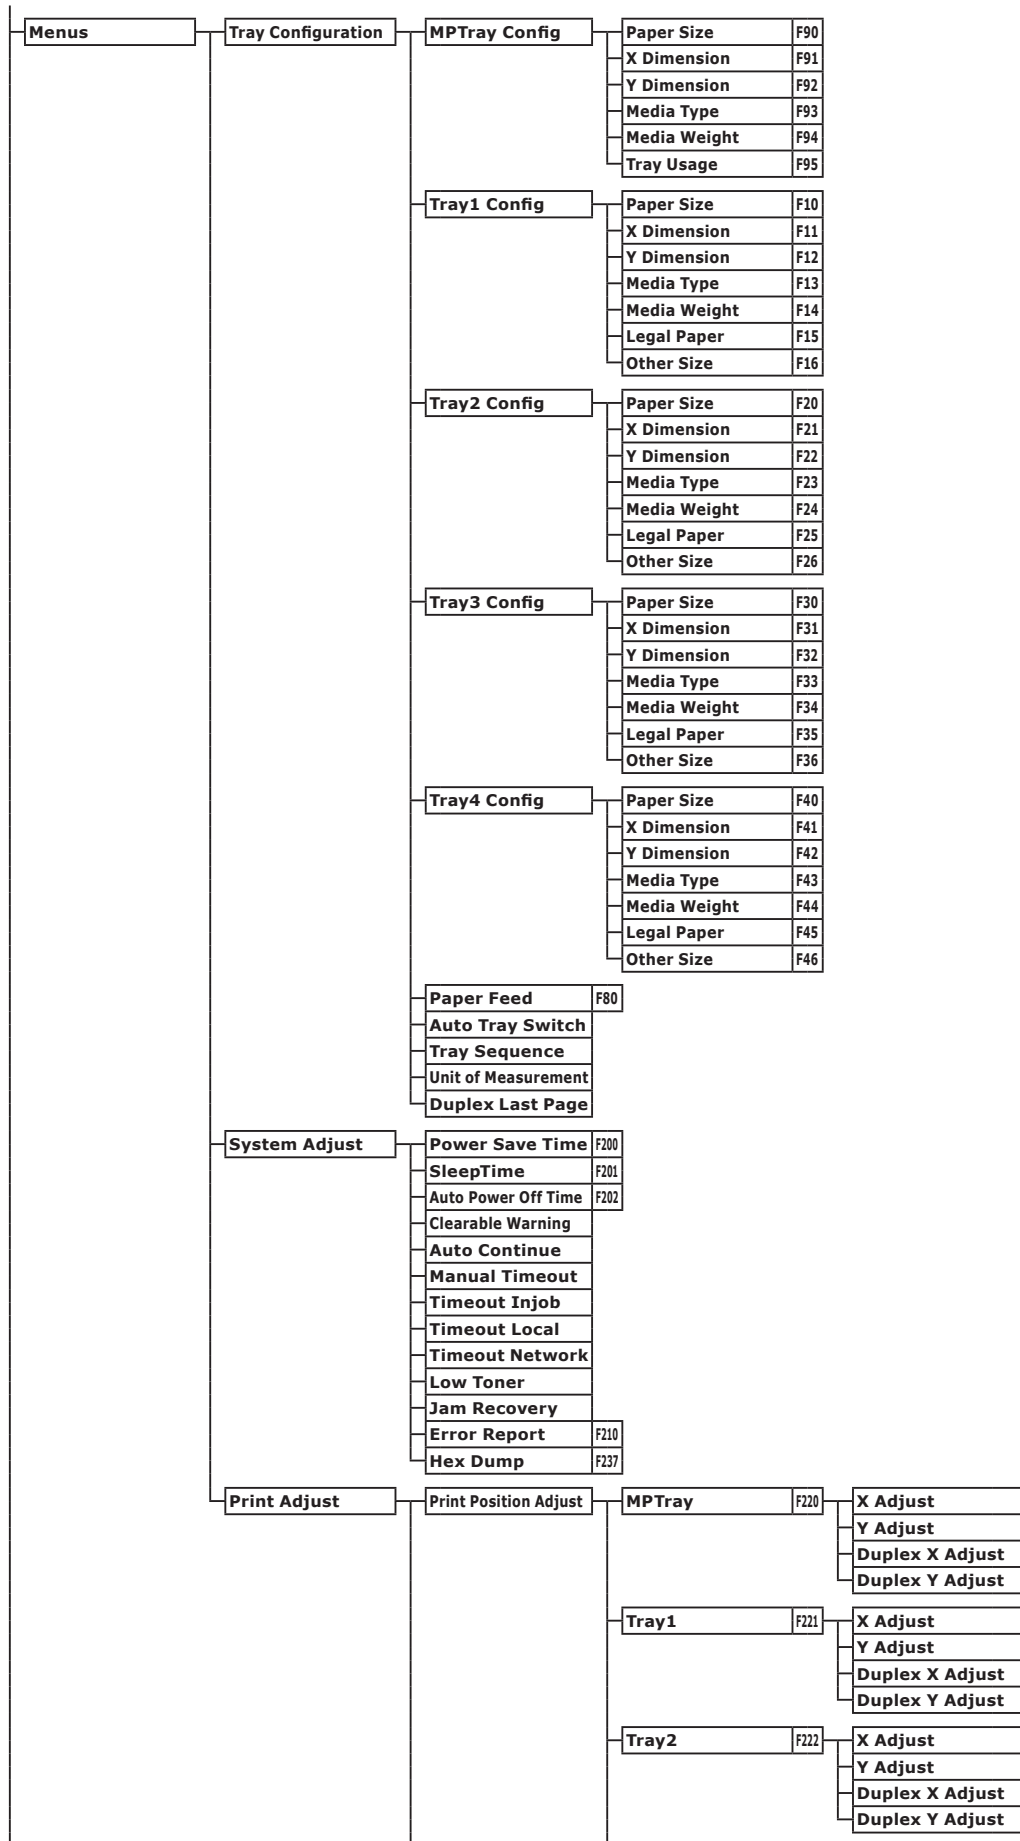 Menus Tray Configuration MPTray Config Paper Size F90
X Dimension F91
Y Dimension F92
Media Type F93
Media Weight F94
Tray Usage F95
Tray1 Config Paper Size F10
X Dimension F11
Y Dimension F12
Media Type F13
Media Weight F14
Legal Paper F15
Other Size F16
Tray2 Config Paper Size F20
X Dimension F21
Y Dimension F22
Media Type F23
Media Weight F24
Legal Paper F25
Other Size F26
Tray3 Config Paper Size F30
X Dimension F31
Y Dimension F32
Media Type F33
Media Weight F34
Legal Paper F35
Other Size F36
Tray4 Config Paper Size F40
X Dimension F41
Y Dimension F42
Media Type F43
Media Weight F44
Legal Paper F45
Other Size F46
Paper Feed F80
Auto Tray Switch
Tray Sequence
Unit of Measurement
Duplex Last Page
System Adjust Power Save Time F200
SleepTime F201
Auto Power Off Time F202
Clearable Warning
Auto Continue
Manual Timeout
Timeout Injob
Timeout Local
Timeout Network
Low Toner
Jam Recovery
Error Report F210
Hex Dump F237
Print Adjust Print Position Adjust MPTray F220 X Adjust
Y Adjust
Duplex X Adjust
Duplex Y Adjust
Tray1 F221 X Adjust
Y Adjust
Duplex X Adjust
Duplex Y Adjust
Tray2 F222 X Adjust
Y Adjust
Duplex X Adjust
Duplex Y Adjust